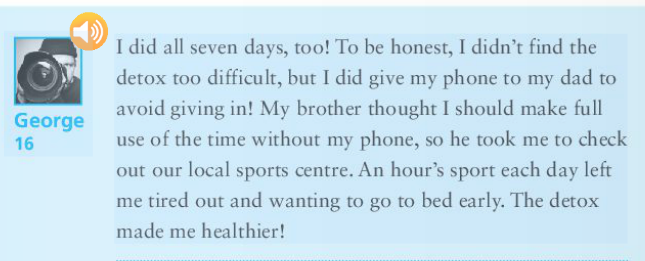 I did all seven days, too! To be honest, I didn't find the
detox too difficult, but I did give my phone to my dad to
avoid giving in! My brother thought I should make full
use of the time without my phone, so he took me to check
out our local sports centre. An hour's sport each day left
me tired out and wanting to go to bed early. The detox
made me healthier!
George
16